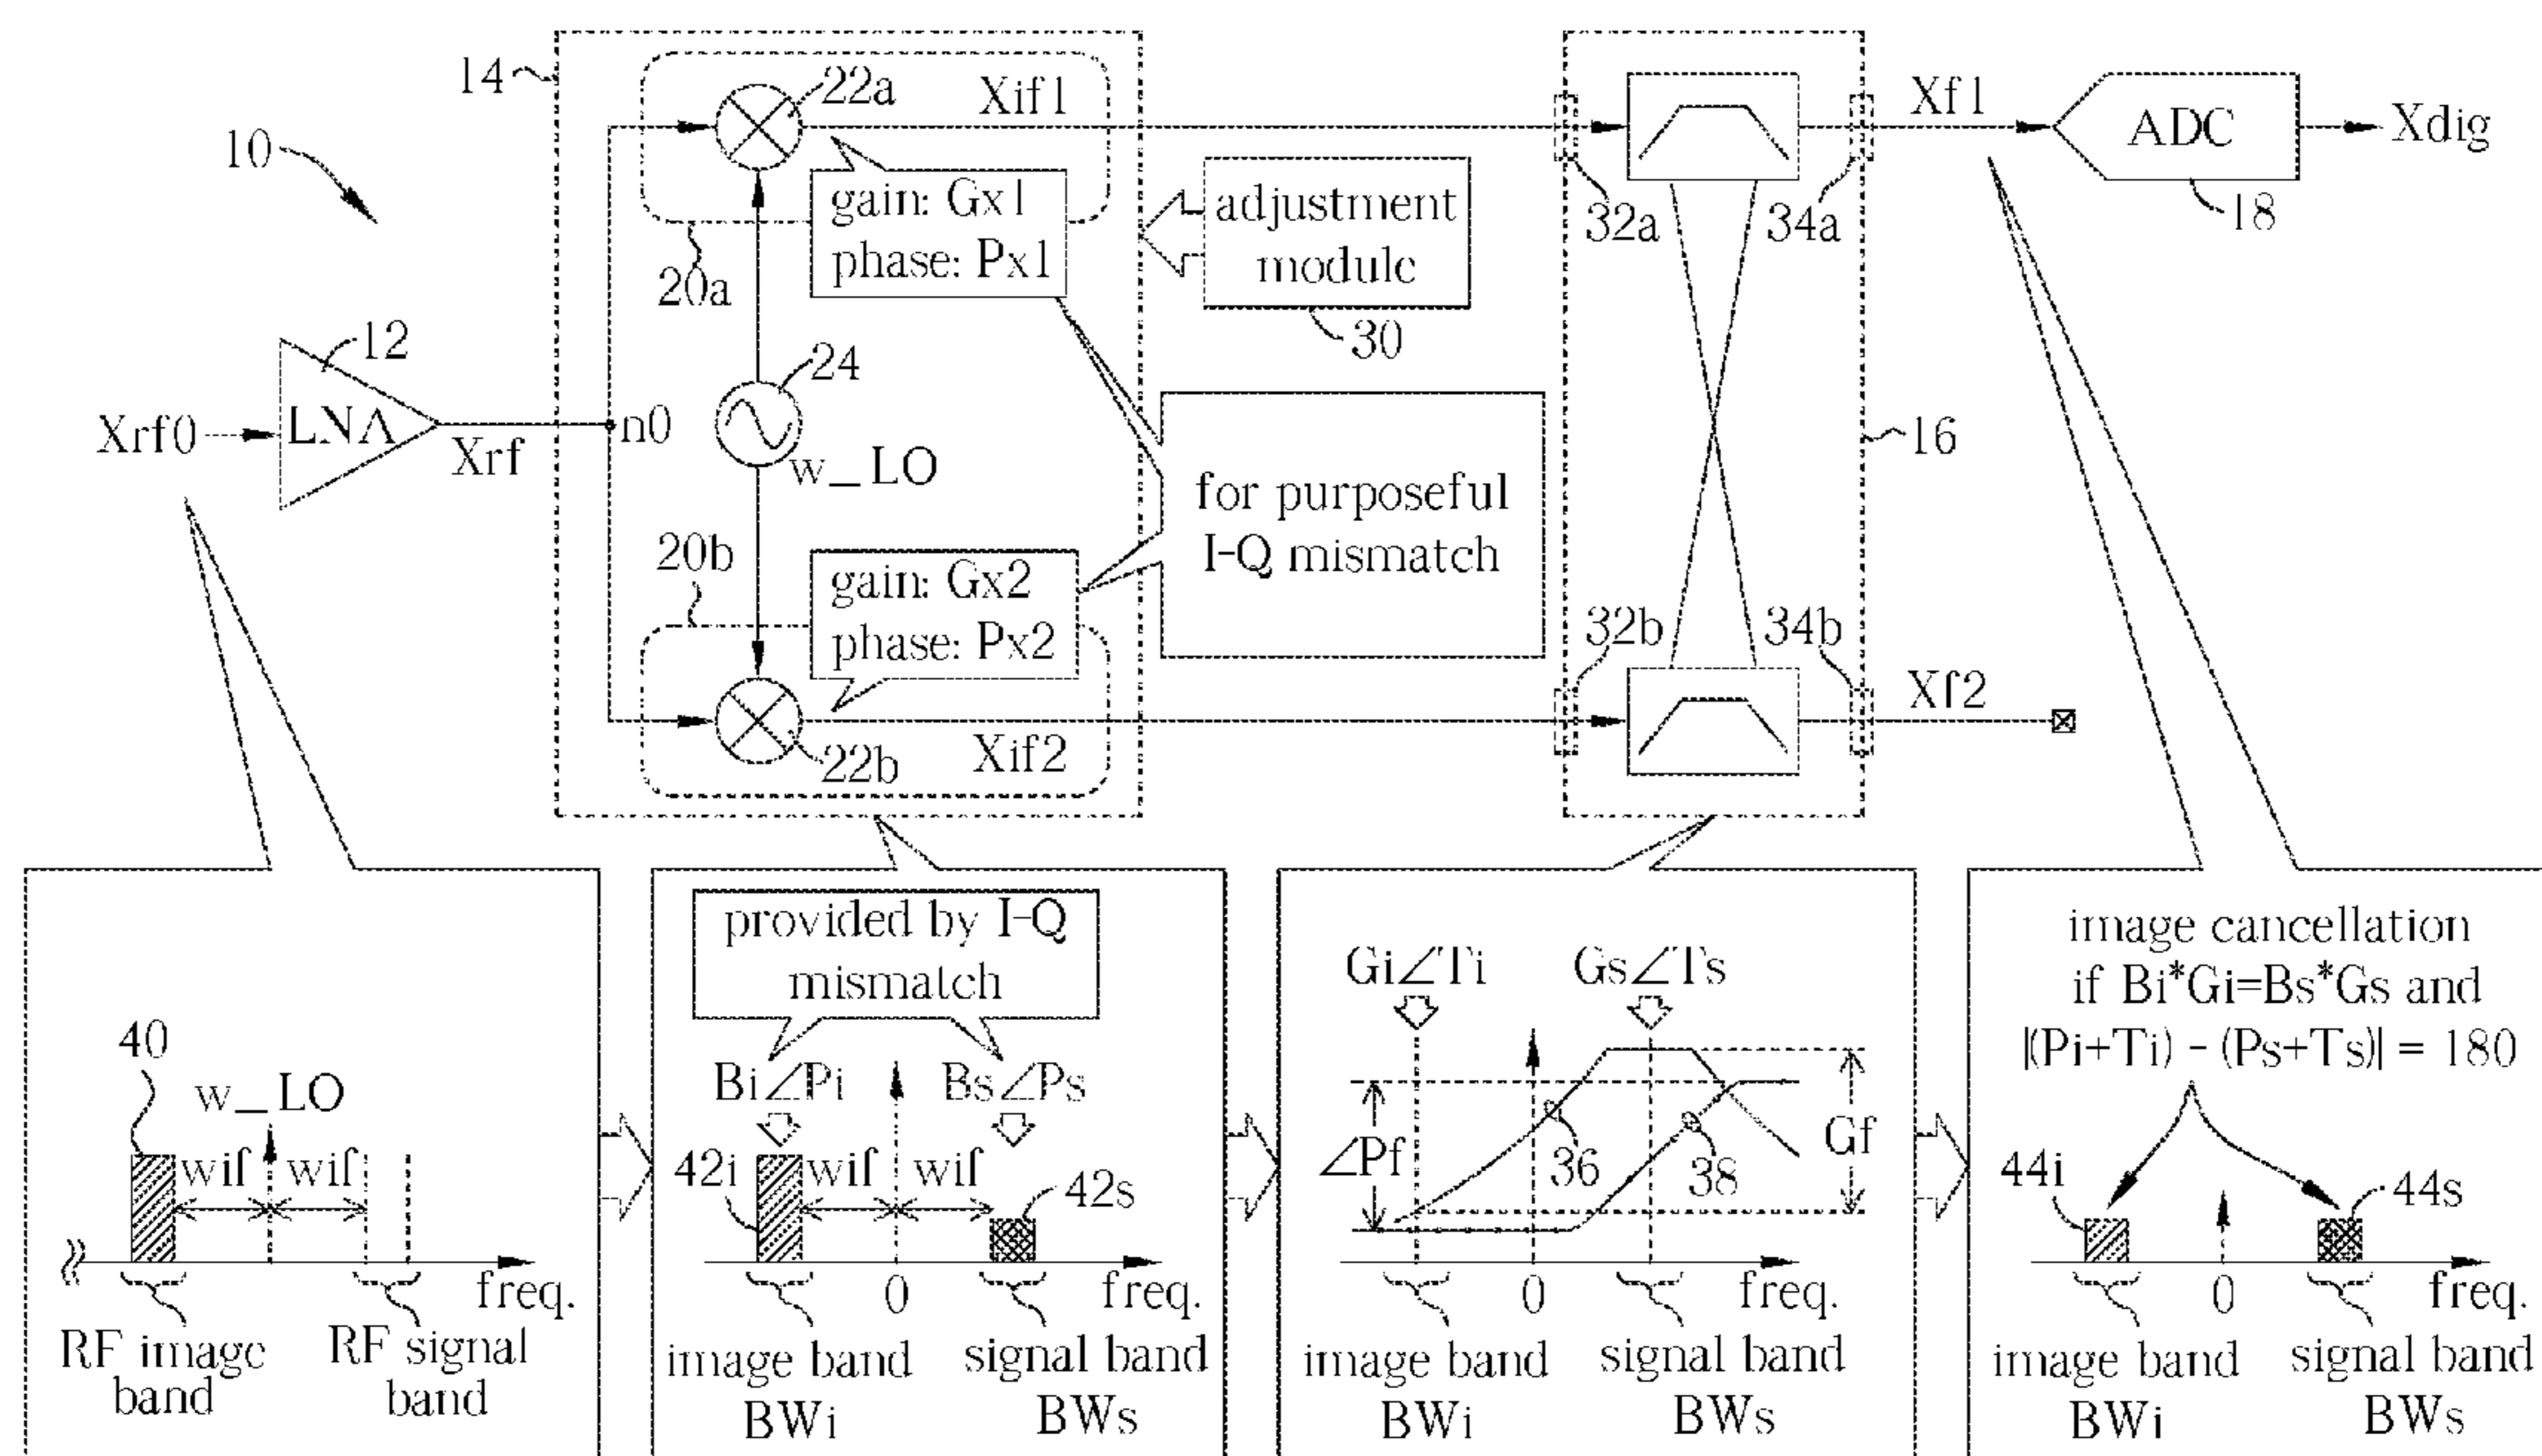 10
14
22a
Xif1
gain: Gx1
phase: Px1
20a
adjustment
module
30
32a
34a
Xf1
ADC
18
Xdig
Xrf0
LNA
12
Xrf
n0
24
w_LO
for purposeful
I-Q mismatch
16
20b
gain: Gx2
phase: Px2
22b
Xif2
32b
34b
Xf2
40
w_LO
wif
wif
freq.
RF image
band
RF signal
band
provided by I-Q
mismatch
Bi∠Pi
Bs∠Ps
42i
wif
wif
42s
0
freq.
image band
BWi
signal band
BWs
Gi∠Ti
Gs∠Ts
∠Pf
36
38
Gf
0
freq.
image band
BWi
signal band
BWs
image cancellation
if Bi*Gi=Bs*Gs and
|(Pi+Ti) - (Ps+Ts)| = 180
44i
44s
0
freq.
image band
BWi
signal band
BWs